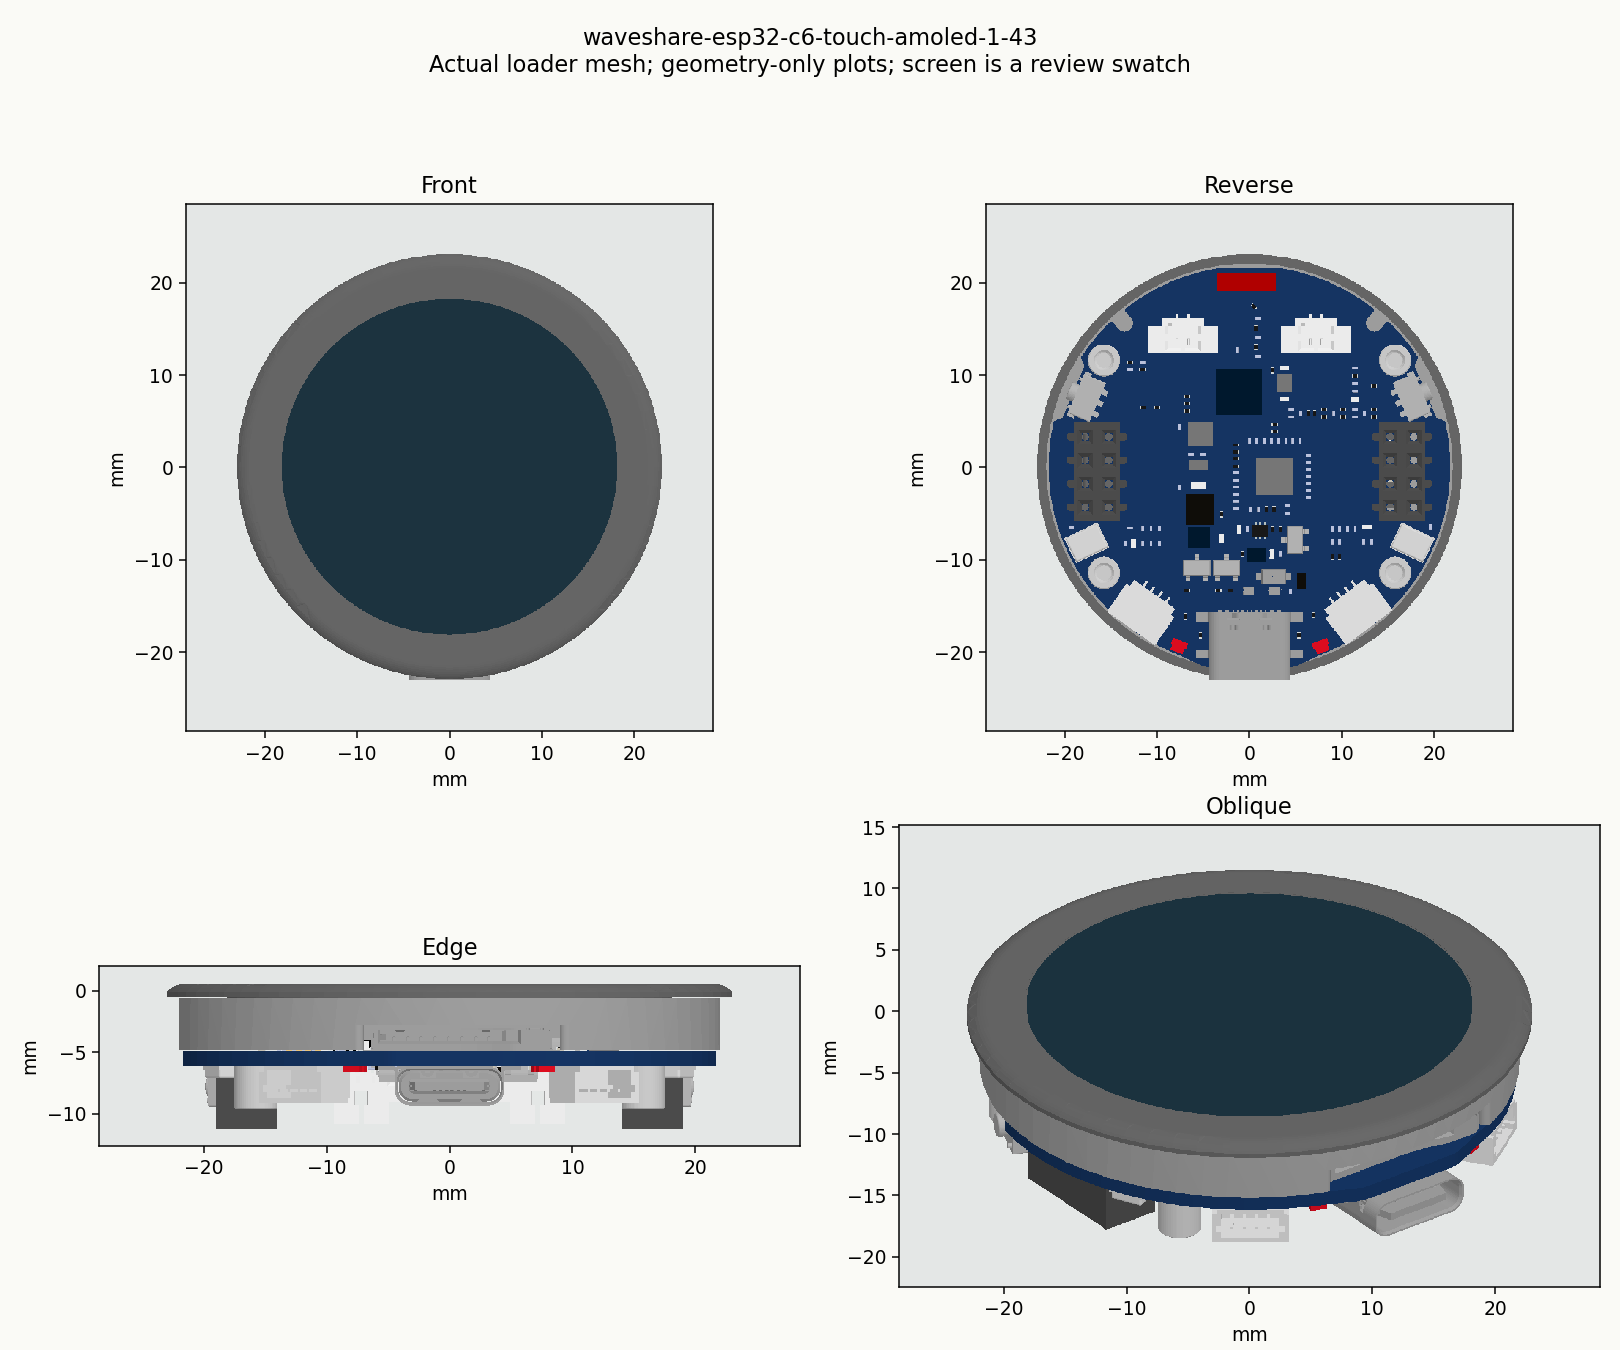 waveshare-esp32-c6-touch-amoled-1-43
Actual loader mesh; geometry-only plots; screen is a review swatch
Front
20
10
0
−10
−20
mm
−20 −10 0 10 20
mm
Reverse
20
10
0
−10
−20
mm
−20 −10 0 10 20
mm
Edge
0
−5
−10
mm
−20 −10 0 10 20
mm
Oblique
15
10
5
0
−5
−10
−15
−20
mm
−20 −10 0 10 20
mm